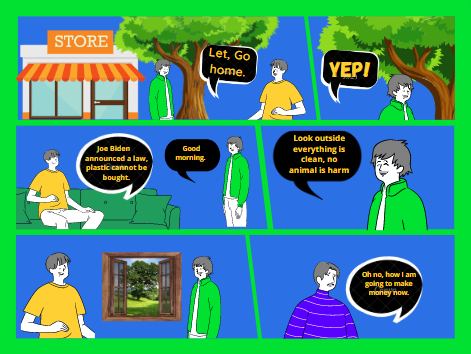 STORE
Let, Go
home.
YEP!
Joe Biden
announced a law,
plastic cannot be
bought.
Good
morning.
Look outside
everything is
clean, no
animal is harm
Oh no, how I am
going to make
money now.